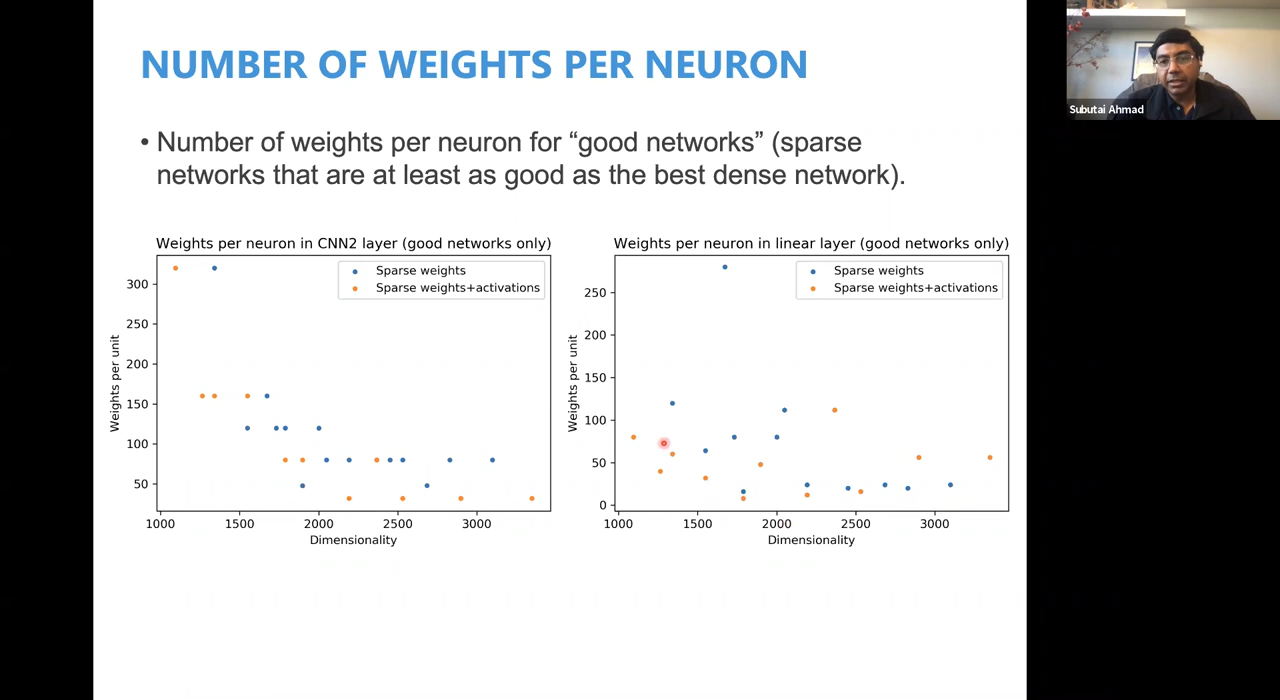 NUMBER OF WEIGHTS PER NEURON
• Number of weights per neuron for “good networks” (sparse
networks that are at least as good as the best dense network).
Weights per neuron in CNN2 layer (good networks only)
Sparse weights
Sparse weights+activations
Weights per unit
300
250
200
150
100
50
1000
1500
2000
2500
3000
Dimensionality
Weights per neuron in linear layer (good networks only)
Sparse weights
Sparse weights+activations
Weights per unit
250
200
150
100
50
0
1000
1500
2000
2500
3000
Dimensionality
Subutai Ahmad